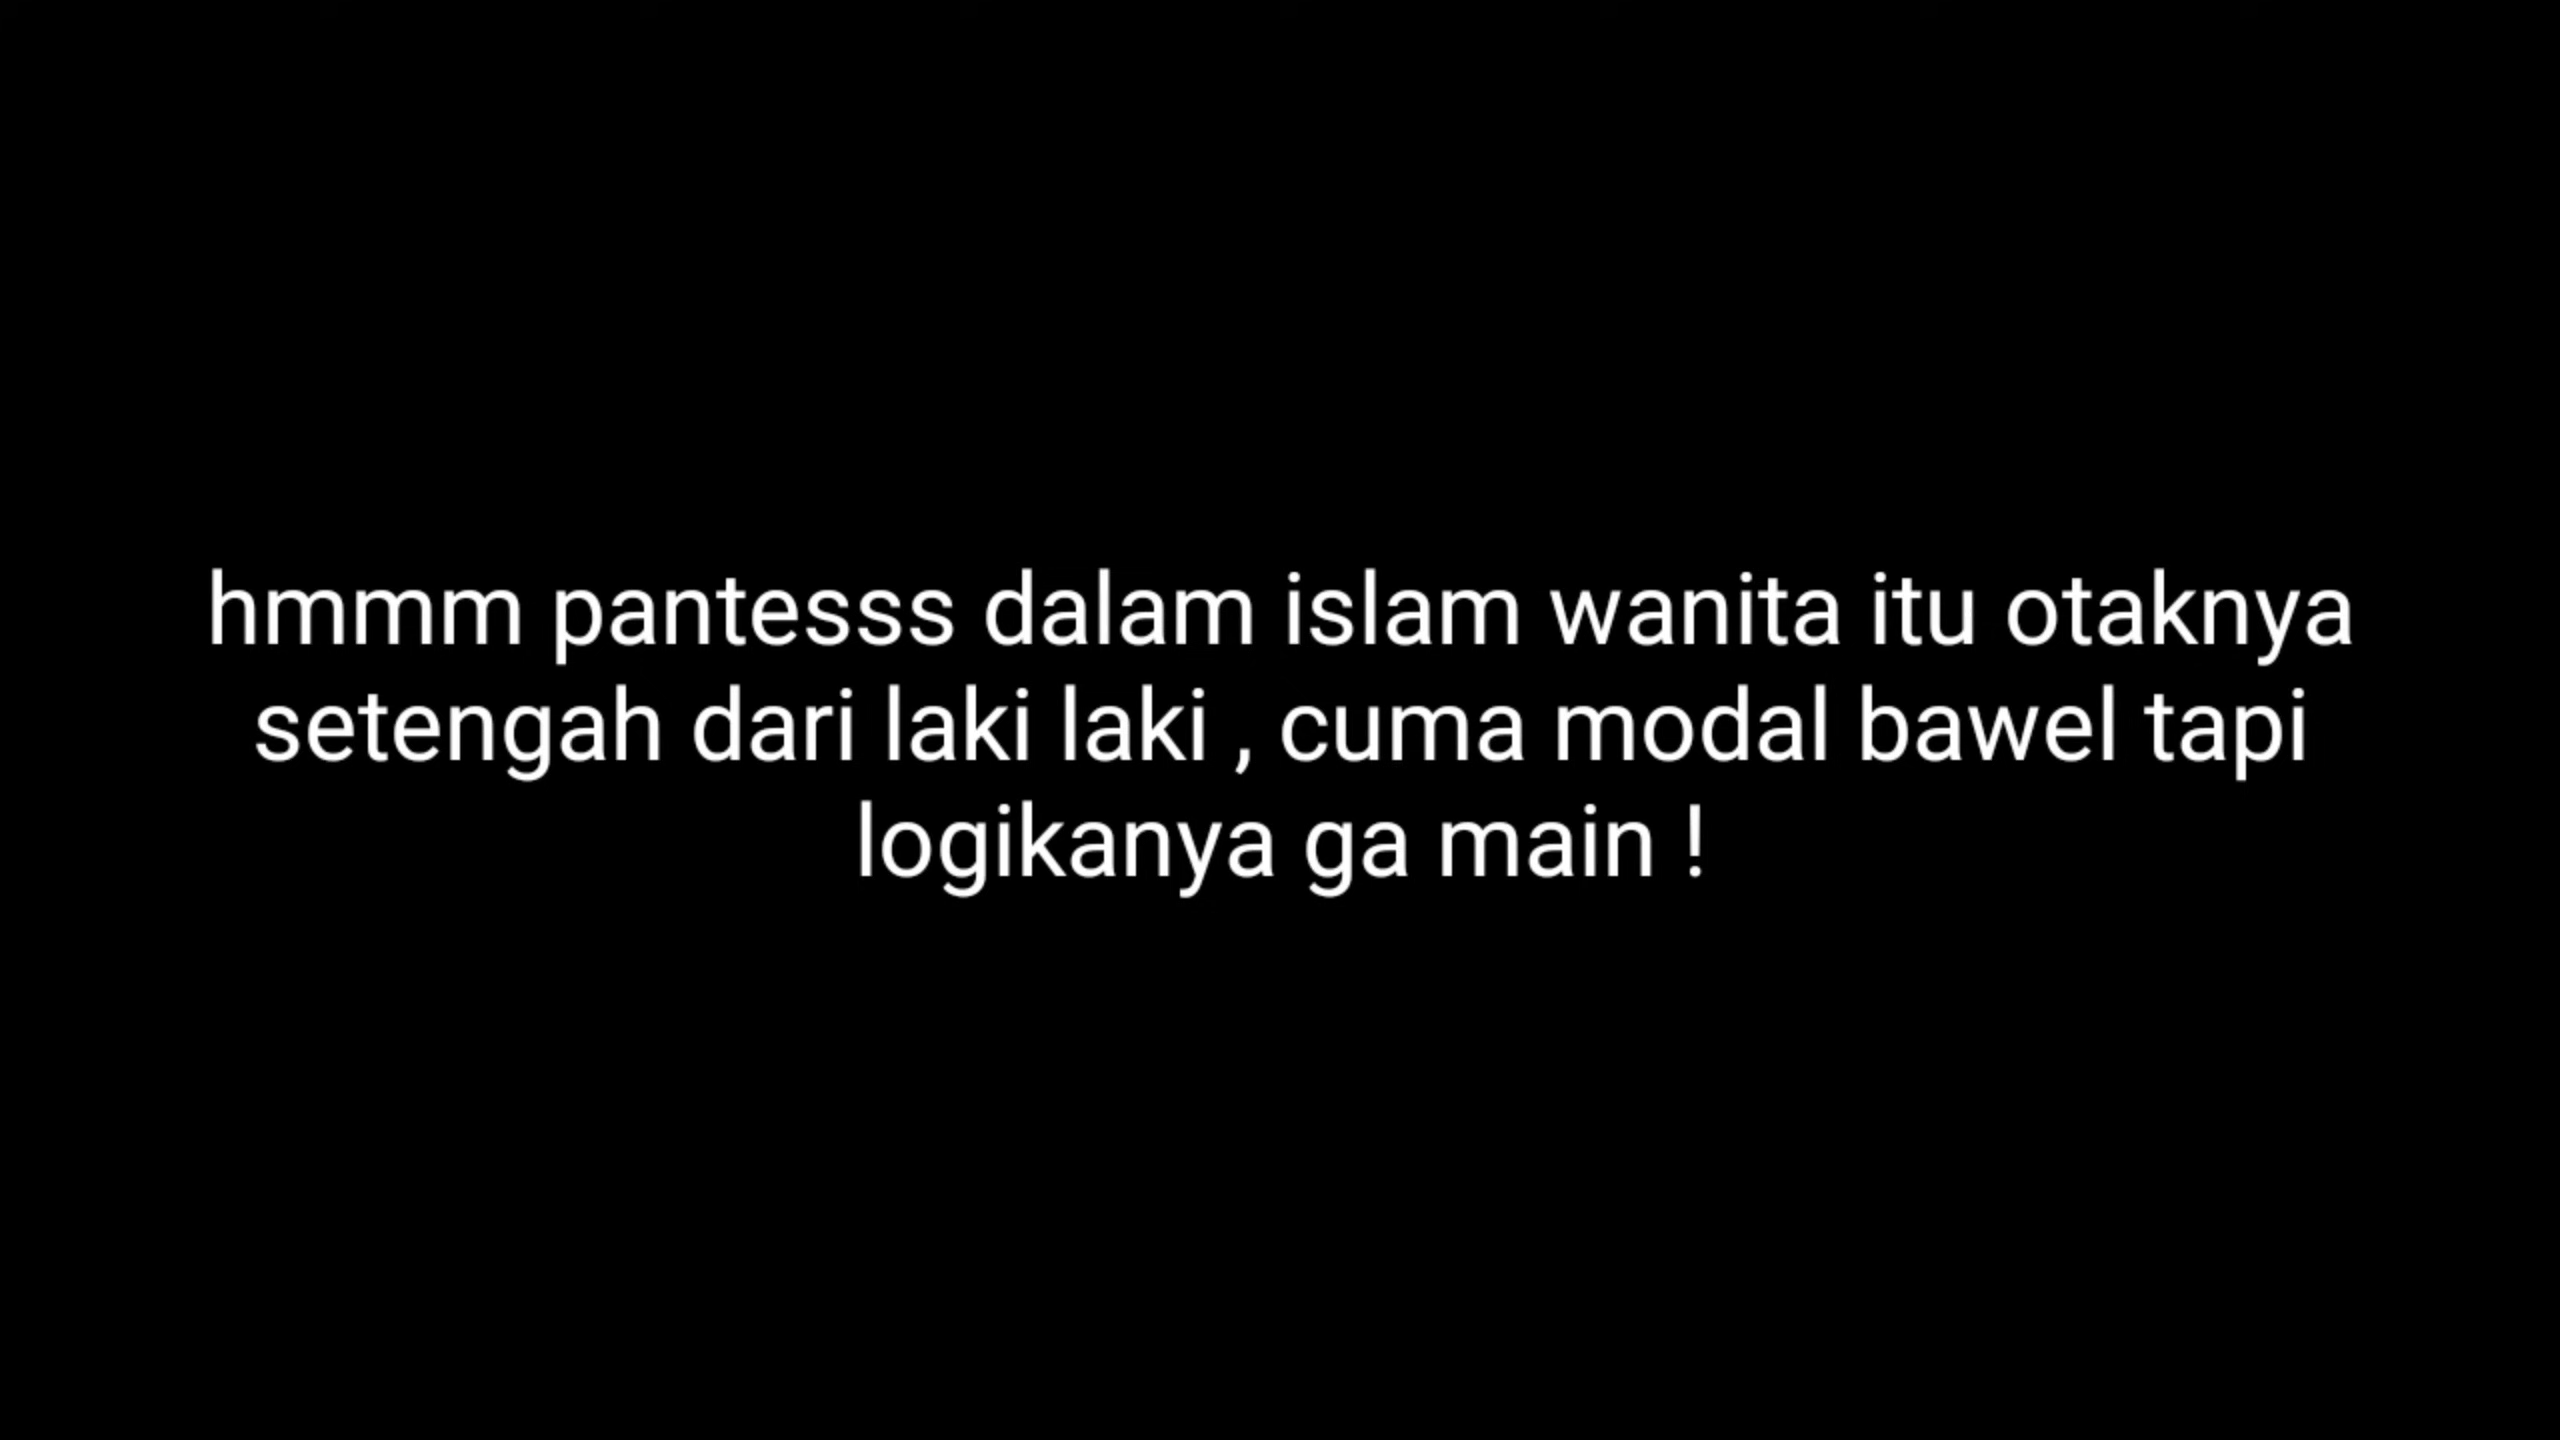 hmmm pantesss dalam islam wanita itu otaknya
setengah dari laki laki , cuma modal bawel tapi
logikanya ga main !